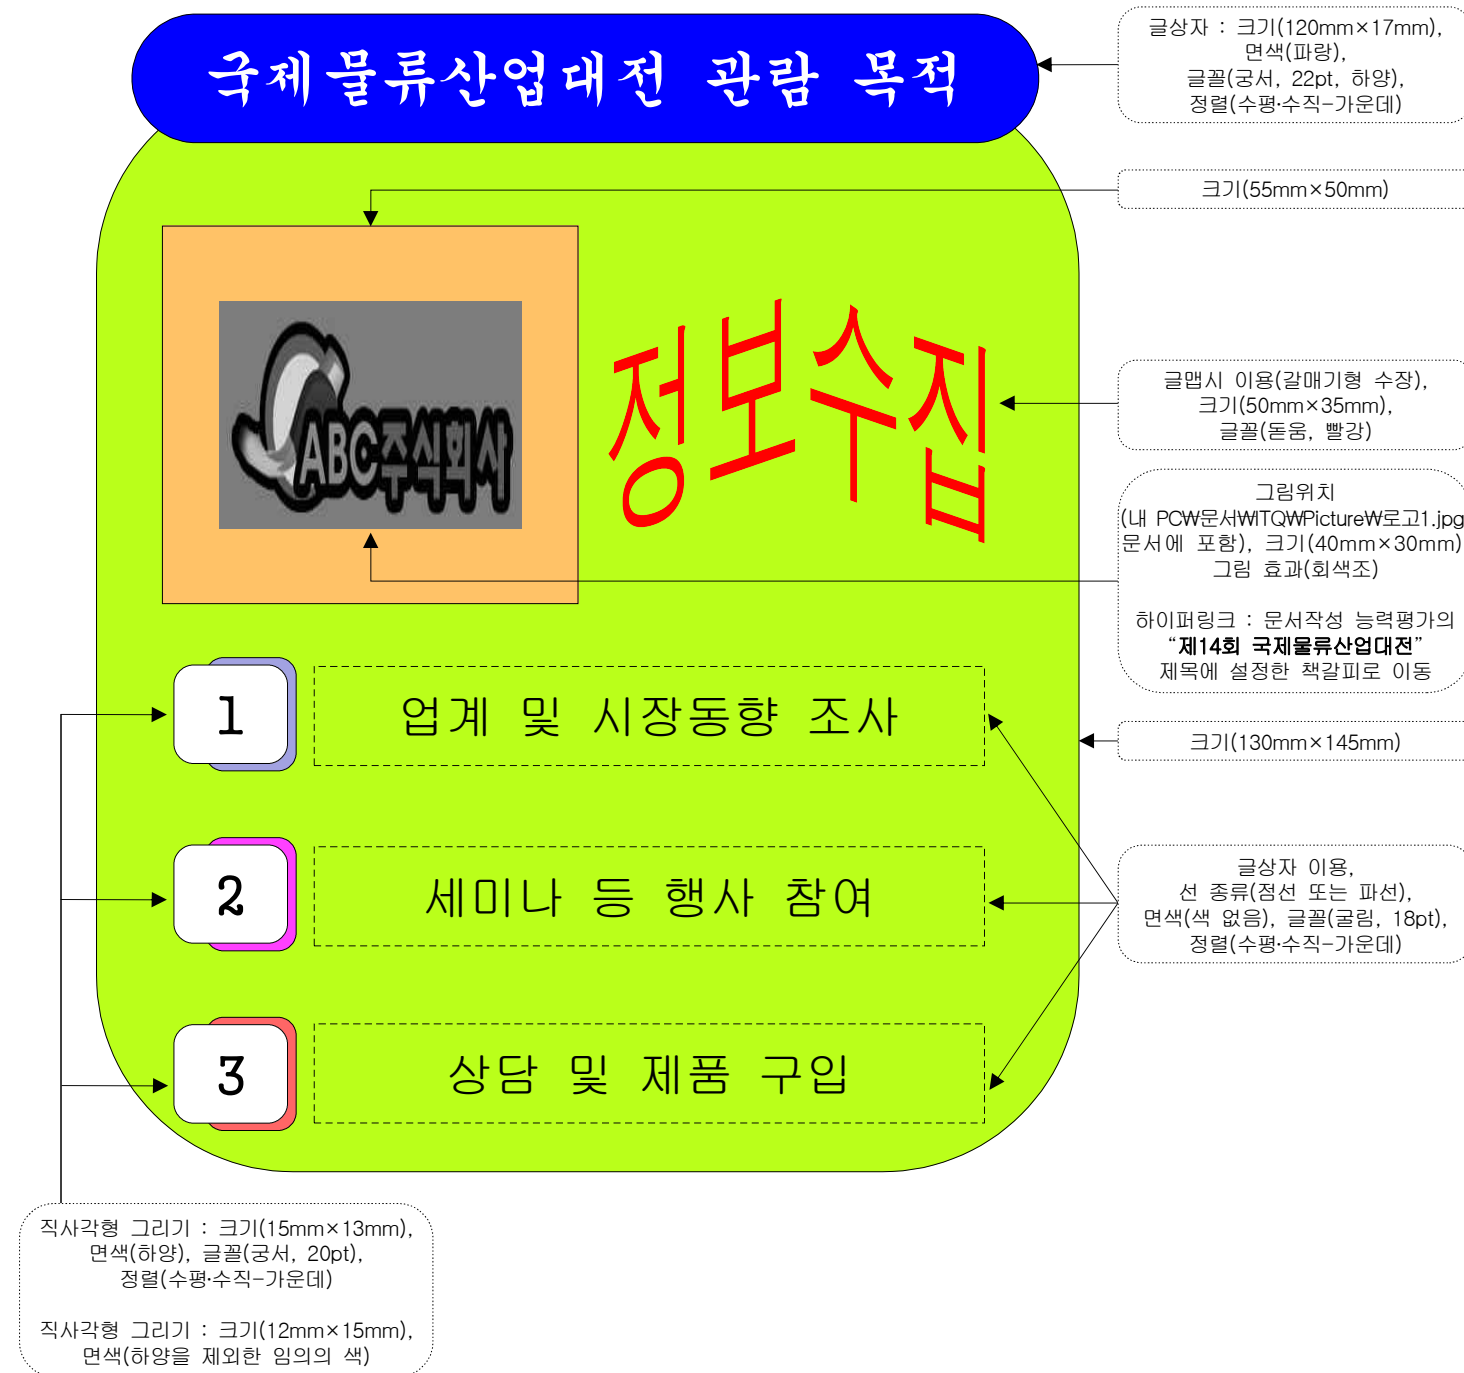 국제물류산업대전 관람 목적
글상자 : 크기(120mm×17mm),
면색(파랑),
글꼴(궁서, 22pt, 하양),
정렬(수평·수직-가운데)
크기(55mm×50mm)
ABC주식회사
정보수집
글맵시 이용(갈매기형 수장),
크기(50mm×35mm),
글꼴(돋움, 빨강)
그림위치
(내 PC₩문서₩ITQ₩Picture₩로고1.jpg
문서에 포함), 크기(40mm×30mm)
그림 효과(회색조)
하이퍼링크 : 문서작성 능력평가의
“제14회 국제물류산업대전”
제목에 설정한 책갈피로 이동
1
업계 및 시장동향 조사
크기(130mm×145mm)
2
세미나 등 행사 참여
글상자 이용,
선 종류(점선 또는 파선),
면색(색 없음), 글꼴(굴림, 18pt),
정렬(수평·수직-가운데)
3
상담 및 제품 구입
직사각형 그리기 : 크기(15mm×13mm),
면색(하양), 글꼴(궁서, 20pt),
정렬(수평·수직-가운데)
직사각형 그리기 : 크기(12mm×15mm),
면색(하양을 제외한 임의의 색)